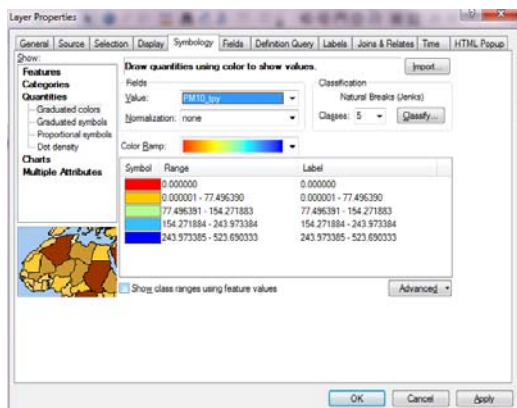 Layer Properties
General Source Selection Display Symbology Fields Definition Query Labels Joins & Relates Time HTML Popup
Show:
Features
Categories
Quantities
Graduated colors
Graduated symbols
Proportional symbols
Dot density
Charts
Multiple Attributes
Draw quantities using color to show values.
Import...
Fields
Value: PM10_tpy
Normalization: none
Classification
Natural Breaks (Jenks)
Classes: 5 Classify...
Color Ramp:
Symbol Range Label
0.000000 0.000000
0.000001 - 77.496390 0.000001 - 77.496390
77.496391 - 154.271883 77.496391 - 154.271883
154.271884 - 243.973384 154.271884 - 243.973384
243.973385 - 523.690333 243.973385 - 523.690333
Show class ranges using feature values
Advanced
OK Cancel Apply